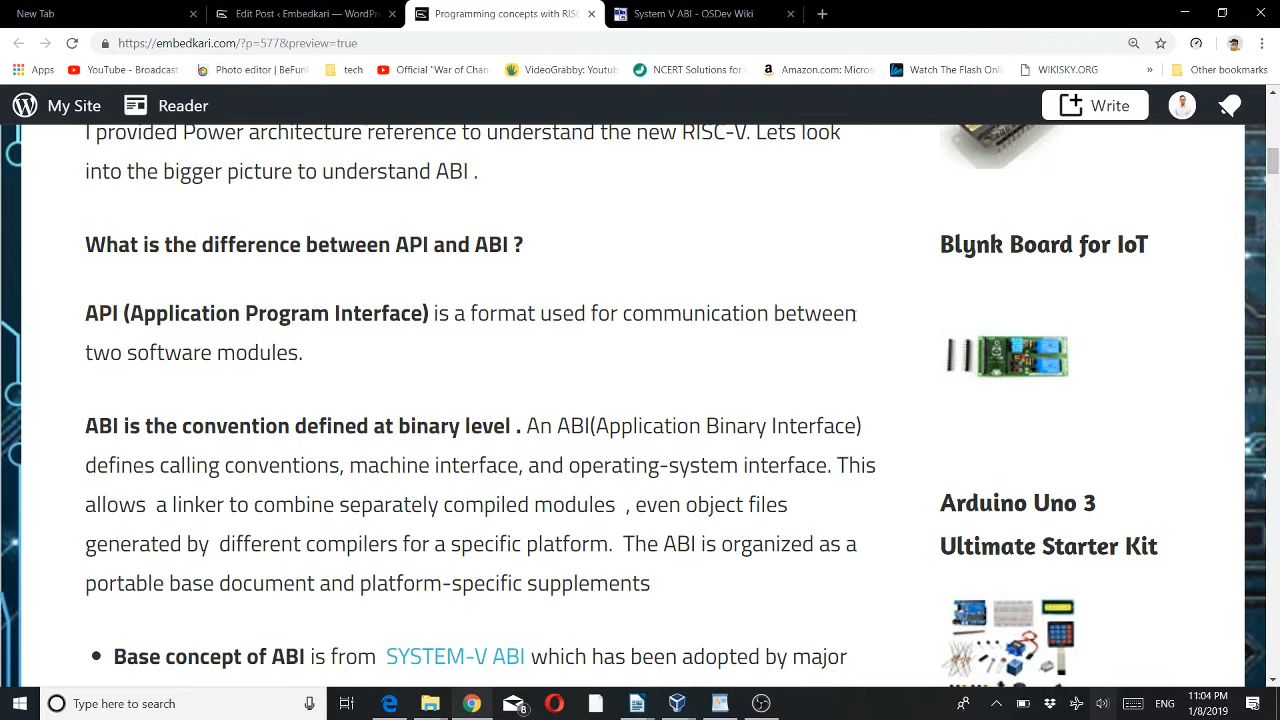 New Tab
Edit Post ‹ Embedkari — WordPr
Programming concepts with RISC
System V ABI - OSDev Wiki
https://embedkari.com/?p=577&preview=true
Apps
YouTube - Broadcast
Photo editor | BeFun
tech
Official "War of Chan
VideoGrabby: Youtub
NCERT Solutions for
Amazon.com: Micros
Watch The Flash Onli
WIKISKY.ORG
»
Other bookmarks
My Site
Reader
Write
I provided Power architecture reference to understand the new RISC-V. Lets look
into the bigger picture to understand ABI .
What is the difference between API and ABI ?
Blynk Board for IoT
API (Application Program Interface) is a format used for communication between
two software modules.
ABI is the convention defined at binary level . An ABI(Application Binary Interface)
defines calling conventions, machine interface, and operating-system interface. This
allows a linker to combine separately compiled modules , even object files
generated by different compilers for a specific platform. The ABI is organized as a
portable base document and platform-specific supplements
Arduino Uno 3
Ultimate Starter Kit
• Base concept of ABI is from SYSTEM-V ABI which has been adopted by major
Type here to search
8
ENG
11:04 PM
1/8/2019